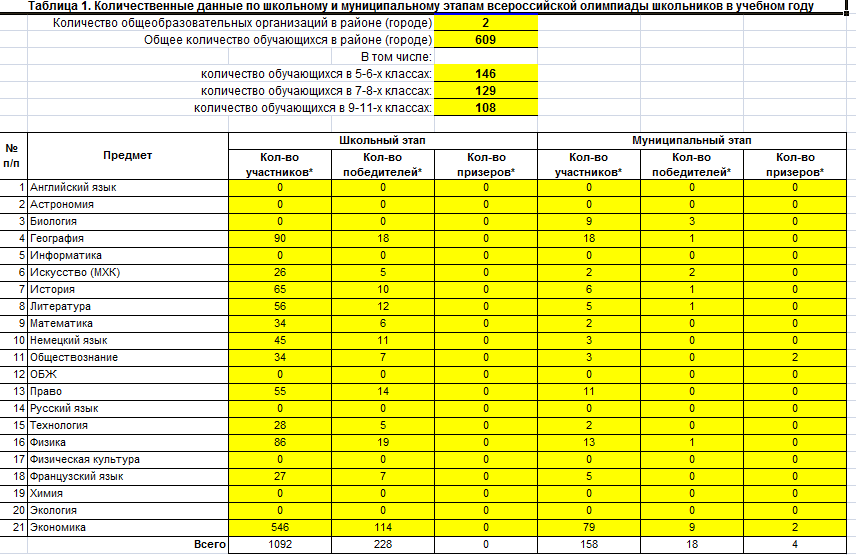 Таблица 1. Количественные данные по школьному и муниципальному этапам всероссийской олимпиады школьников в учебном году
Количество общеобразовательных организаций в районе (городе) 2
Общее количество обучающихся в районе (городе) 609
В том числе:
количество обучающихся в 5-6-х классах: 146
количество обучающихся в 7-8-х классах: 129
количество обучающихся в 9-11-х классах: 108
№ п/п Предмет Школьный этап Муниципальный этап
Кол-во участников* Кол-во победителей* Кол-во призеров* Кол-во участников* Кол-во победителей* Кол-во призеров*
1 Английский язык 0 0 0 0 0 0
2 Астрономия 0 0 0 0 0 0
3 Биология 0 0 0 9 3 0
4 География 90 18 0 18 1 0
5 Информатика 0 0 0 0 0 0
6 Искусство (МХК) 26 5 0 2 2 0
7 История 65 10 0 6 1 0
8 Литература 56 12 0 5 1 0
9 Математика 34 6 0 2 0 0
10 Немецкий язык 45 11 0 3 0 0
11 Обществознание 34 7 0 3 0 2
12 ОБЖ 0 0 0 0 0 0
13 Право 55 14 0 11 0 0
14 Русский язык 0 0 0 0 0 0
15 Технология 28 5 0 2 0 0
16 Физика 86 19 0 13 1 0
17 Физическая культура 0 0 0 0 0 0
18 Французский язык 27 7 0 5 0 0
19 Химия 0 0 0 0 0 0
20 Экология 0 0 0 0 0 0
21 Экономика 546 114 0 79 9 2
Всего 1092 228 0 158 18 4